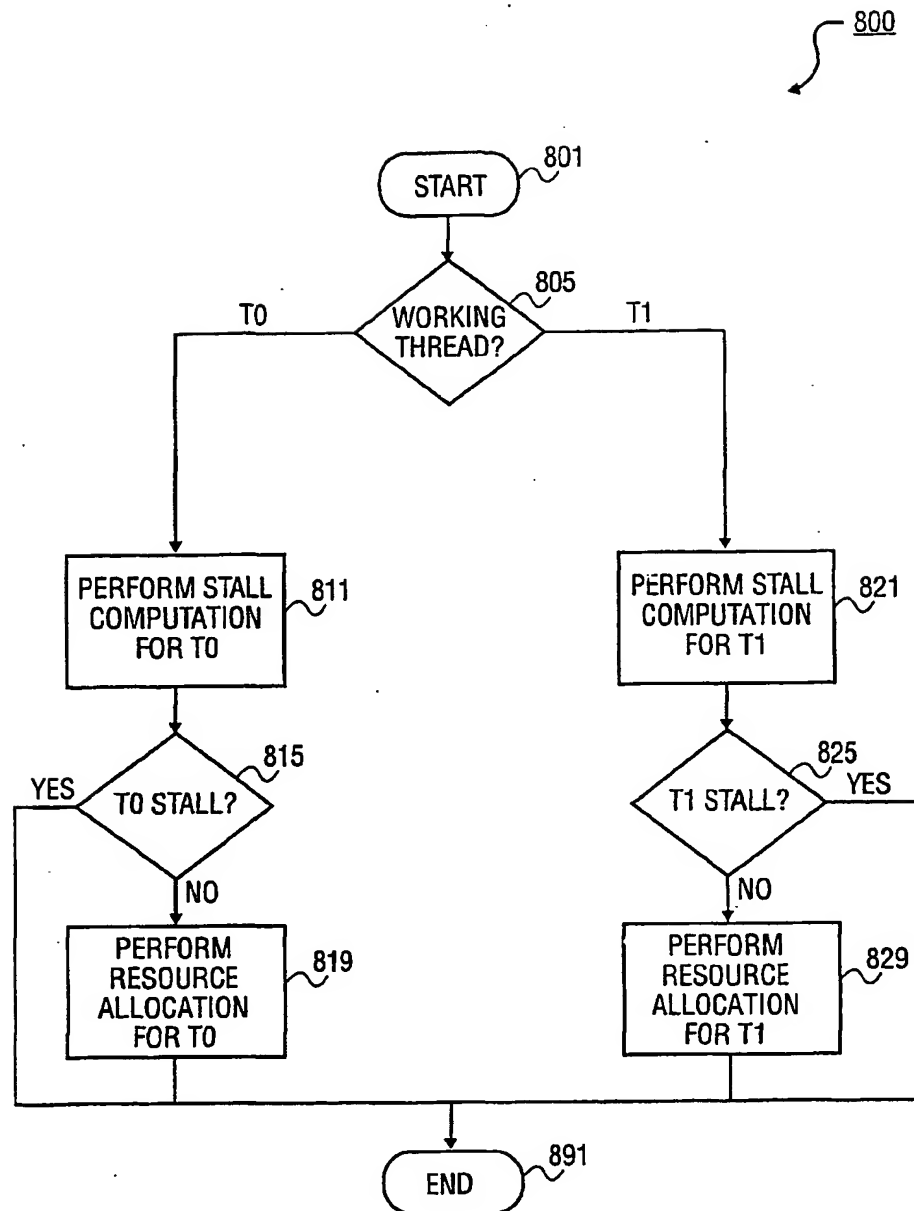 800
START
801
WORKING
THREAD?
805
T0
T1
PERFORM STALL
COMPUTATION
FOR T0
811
PERFORM STALL
COMPUTATION
FOR T1
821
T0 STALL?
815
YES
NO
T1 STALL?
825
YES
NO
PERFORM
RESOURCE
ALLOCATION
FOR T0
819
PERFORM
RESOURCE
ALLOCATION
FOR T1
829
END
891